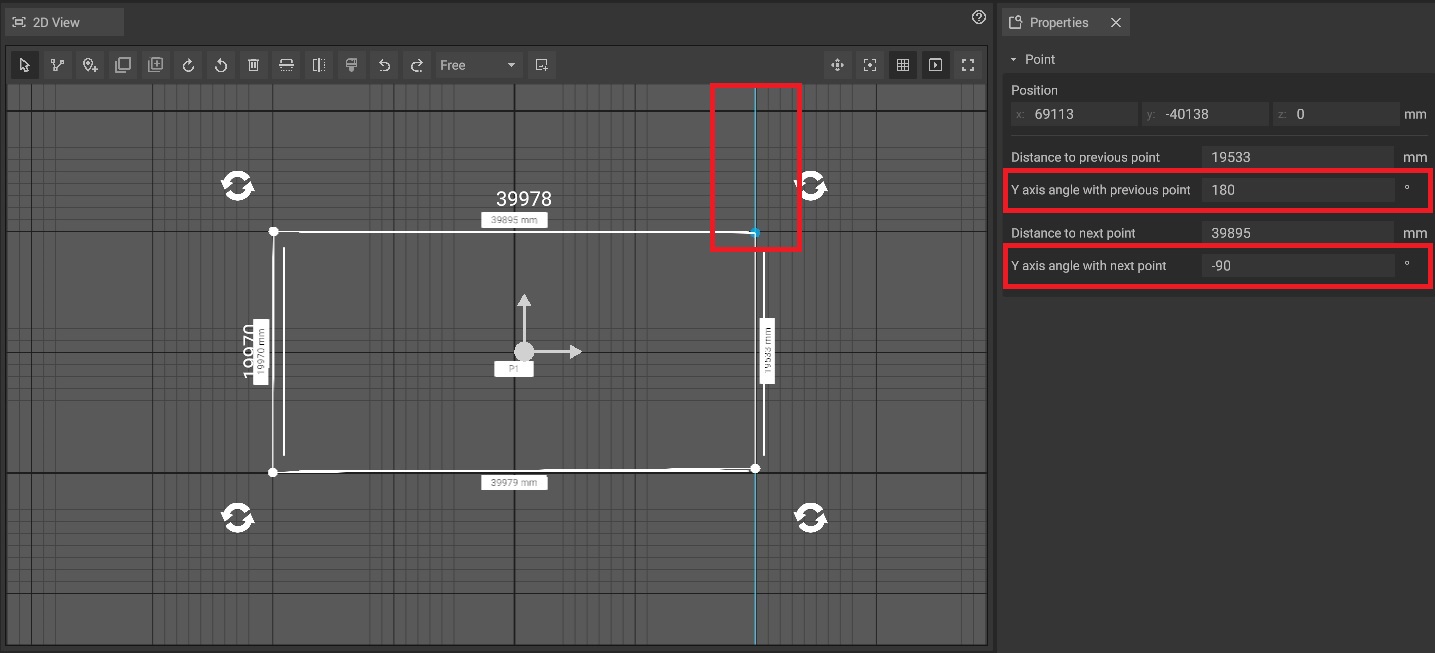 2D View
Free
39978
39895 mm
19970
19970 mm
19533 mm
P1
39979 mm
Properties
Point
Position
x: 69113 y: -40138 z: 0 mm
Distance to previous point 19533 mm
Y axis angle with previous point 180 °
Distance to next point 39895 mm
Y axis angle with next point -90 °